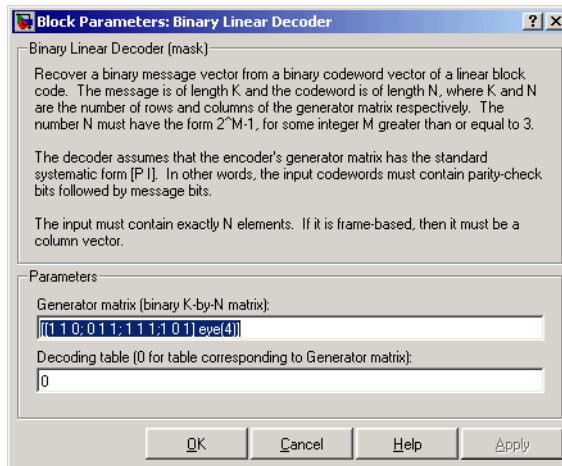 Block Parameters: Binary Linear Decoder
Binary Linear Decoder (mask)
Recover a binary message vector from a binary codeword vector of a linear block
code. The message is of length K and the codeword is of length N, where K and N
are the number of rows and columns of the generator matrix respectively. The
number N must have the form 2^M-1, for some integer M greater than or equal to 3.
The decoder assumes that the encoder's generator matrix has the standard
systematic form [P I]. In other words, the input codewords must contain parity-check
bits followed by message bits.
The input must contain exactly N elements. If it is frame-based, then it must be a
column vector.
Parameters
Generator matrix (binary K-by-N matrix):
[[1 1 0; 0 1 1; 1 1 1;1 0 1] eye(4)]
Decoding table (0 for table corresponding to Generator matrix):
0
OK Cancel Help Apply